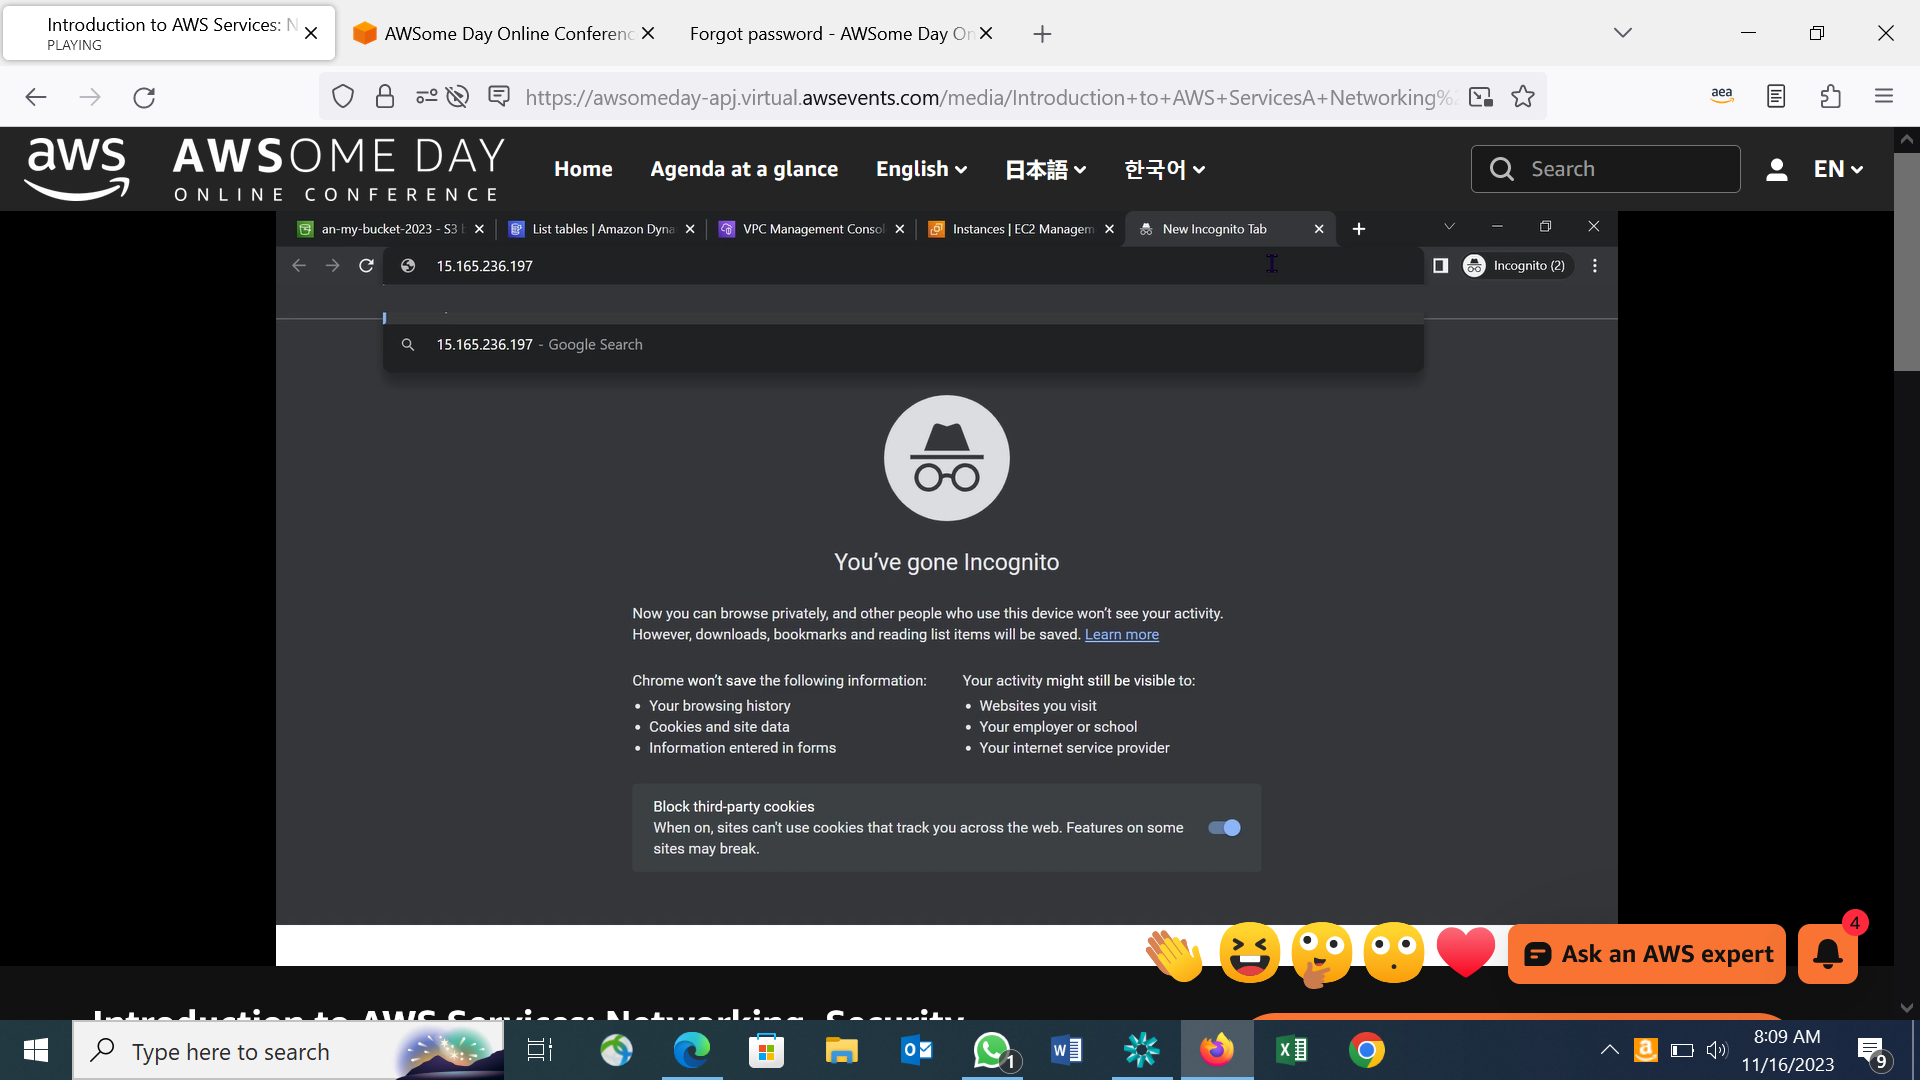 Introduction to AWS Services: N
PLAYING
AWSome Day Online Conferenc
Forgot password - AWSome Day On
https://awsomeday-apj.virtual.awsevents.com/media/Introduction+to+AWS+ServicesA+Networking%2
aea
aws
AWSOME DAY
ONLINE CONFERENCE
Home
Agenda at a glance
English
日本語
한국어
Search
EN
an-my-bucket-2023 - S3 b
List tables | Amazon Dyna
VPC Management Consol
Instances | EC2 Managem
New Incognito Tab
15.165.236.197
Incognito (2)
15.165.236.197 - Google Search
You've gone Incognito
Now you can browse privately, and other people who use this device won't see your activity.
However, downloads, bookmarks and reading list items will be saved. Learn more
Chrome won't save the following information:
Your activity might still be visible to:
• Your browsing history
• Websites you visit
• Cookies and site data
• Your employer or school
• Information entered in forms
• Your internet service provider
Block third-party cookies
When on, sites can't use cookies that track you across the web. Features on some
sites may break.
Ask an AWS expert
4
Introduction to AWS Services: Networking, Security
Type here to search
1
8:09 AM
11/16/2023
9